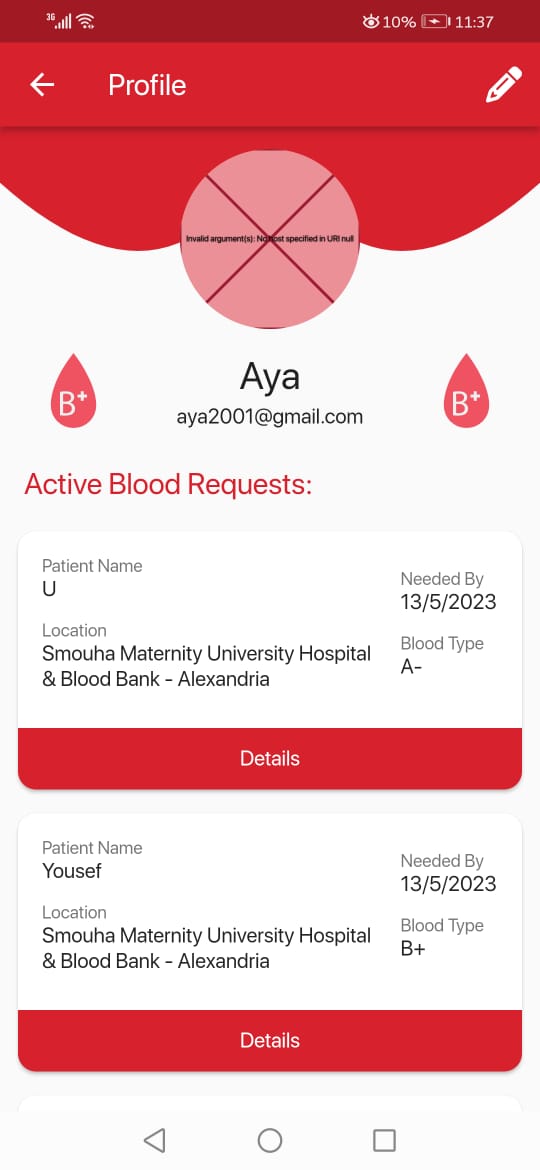 3G
10%
11:37
Profile
Invalid argument(s): No host specified in URI null
B+
Aya
B+
aya2001@gmail.com
Active Blood Requests:
Patient Name
U
Needed By
13/5/2023
Location
Smouha Maternity University Hospital
& Blood Bank - Alexandria
Blood Type
A-
Details
Patient Name
Yousef
Needed By
13/5/2023
Location
Smouha Maternity University Hospital
& Blood Bank - Alexandria
Blood Type
B+
Details